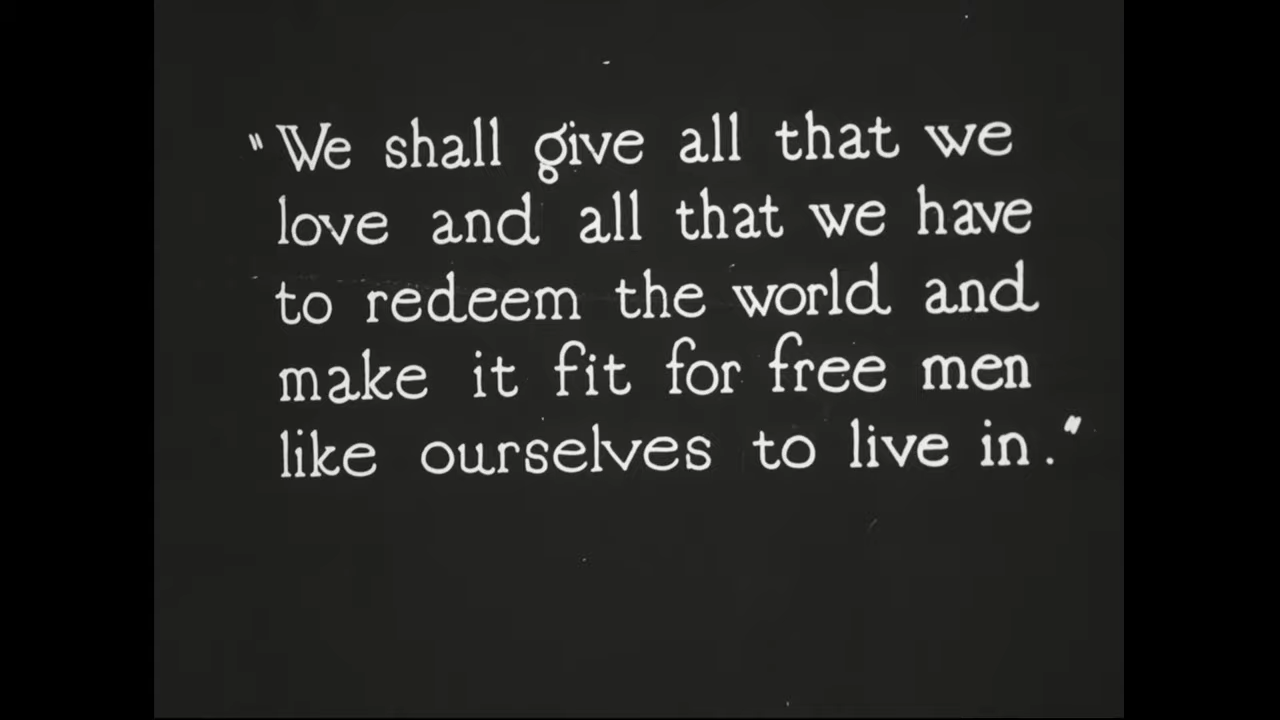 "We shall give all that we
love and all that we have
to redeem the world and
make it fit for free men
like ourselves to live in."